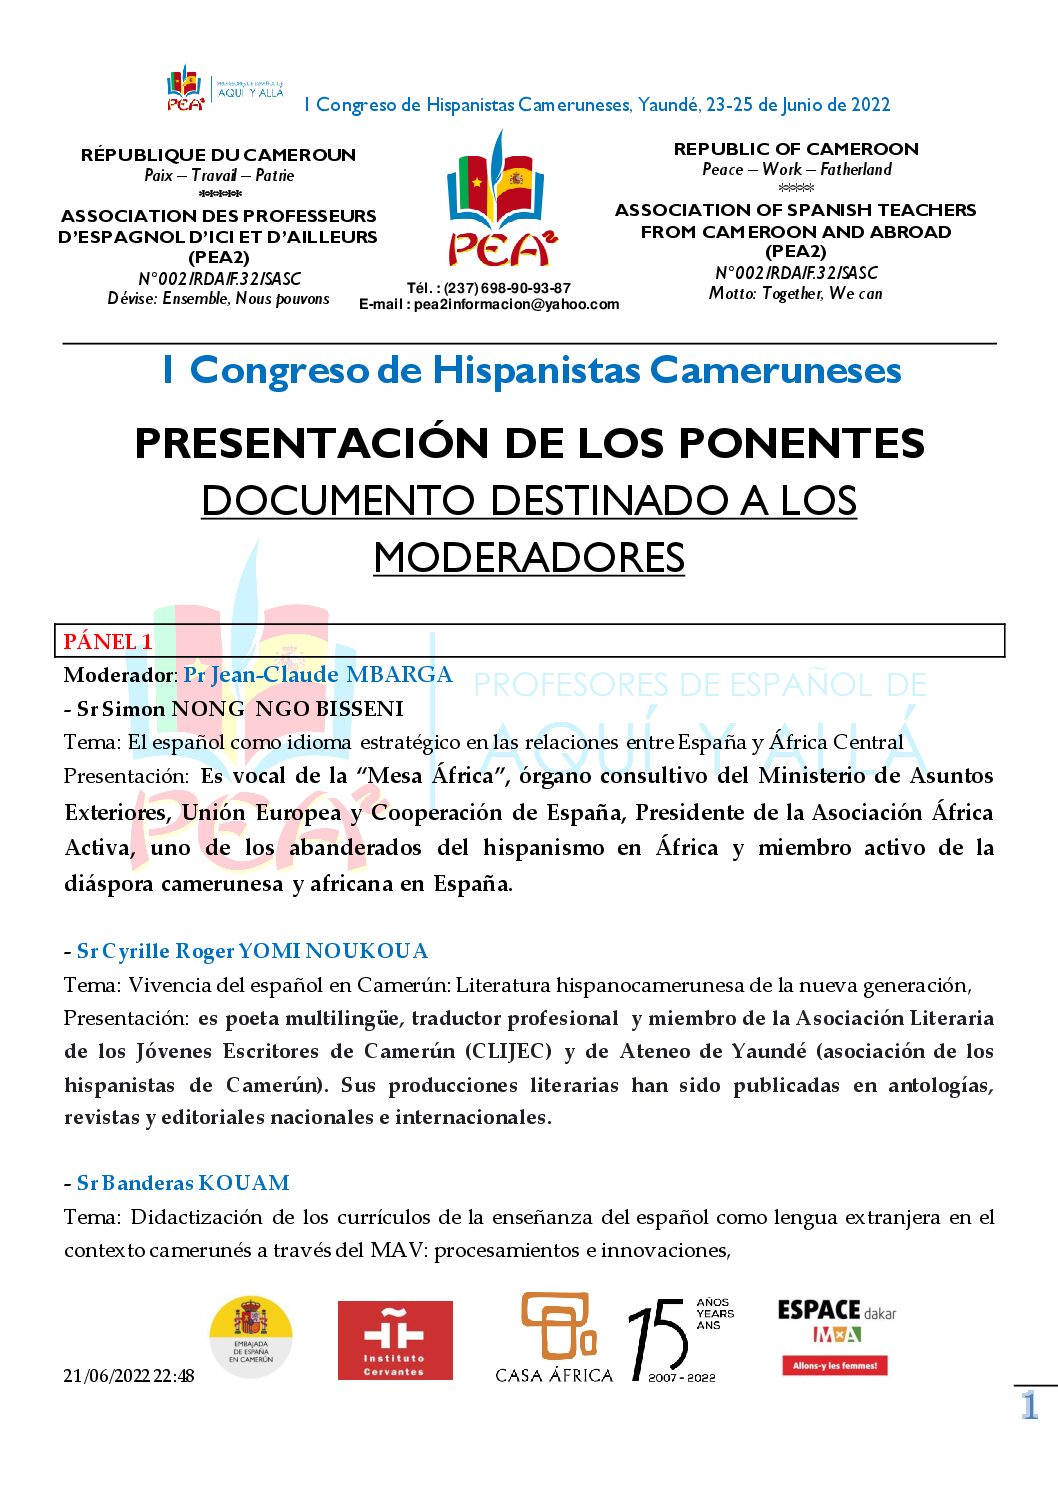 PEA²
PROFESORES DE ESPAÑOL DE
AQUÍ Y ALLÁ
I Congreso de Hispanistas Cameruneses, Yaundé, 23-25 de Junio de 2022
RÉPUBLIQUE DU CAMEROUN
Paix – Travail – Patrie
******
ASSOCIATION DES PROFESSEURS
D'ESPAGNOL D'ICI ET D'AILLEURS
(PEA2)
N°002/RDA/F.32/SASC
Dévise: Ensemble, Nous pouvons
PEA²
Tél. : (237) 698-90-93-87
E-mail : pea2informacion@yahoo.com
REPUBLIC OF CAMEROON
Peace – Work – Fatherland
*****
ASSOCIATION OF SPANISH TEACHERS
FROM CAMEROON AND ABROAD
(PEA2)
N°002/RDA/F.32/SASC
Motto: Together, We can
I Congreso de Hispanistas Cameruneses
PRESENTACIÓN DE LOS PONENTES
DOCUMENTO DESTINADO A LOS
MODERADORES
PÁNEL 1
Moderador: Pr Jean-Claude MBARGA
- Sr Simon NONG NGO BISSENI
Tema: El español como idioma estratégico en las relaciones entre España y África Central
Presentación: Es vocal de la “Mesa África”, órgano consultivo del Ministerio de Asuntos
Exteriores, Unión Europea y Cooperación de España, Presidente de la Asociación África
Activa, uno de los abanderados del hispanismo en África y miembro activo de la
diáspora camerunesa y africana en España.
PEA²
PROFESORES DE ESPAÑOL DE
AQUÍ Y ALLÁ
- Sr Cyrille Roger YOMI NOUKOUA
Tema: Vivencia del español en Camerún: Literatura hispanocamerunesa de la nueva generación,
Presentación: es poeta multilingüe, traductor profesional y miembro de la Asociación Literaria
de los Jóvenes Escritores de Camerún (CLIJEC) y de Ateneo de Yaundé (asociación de los
hispanistas de Camerún). Sus producciones literarias han sido publicadas en antologías,
revistas y editoriales nacionales e internacionales.
- Sr Banderas KOUAM
Tema: Didactización de los currículos de la enseñanza del español como lengua extranjera en el
contexto camerunés a través del MAV: procesamientos e innovaciones,
21/06/2022 22:48
EMBAJADA
DE ESPAÑA
EN CAMERÚN
Instituto
Cervantes
CASA ÁFRICA
15
AÑOS
YEARS
ANS
2007 - 2022
ESPACE dakar
MxA
Allons-y les femmes!
1